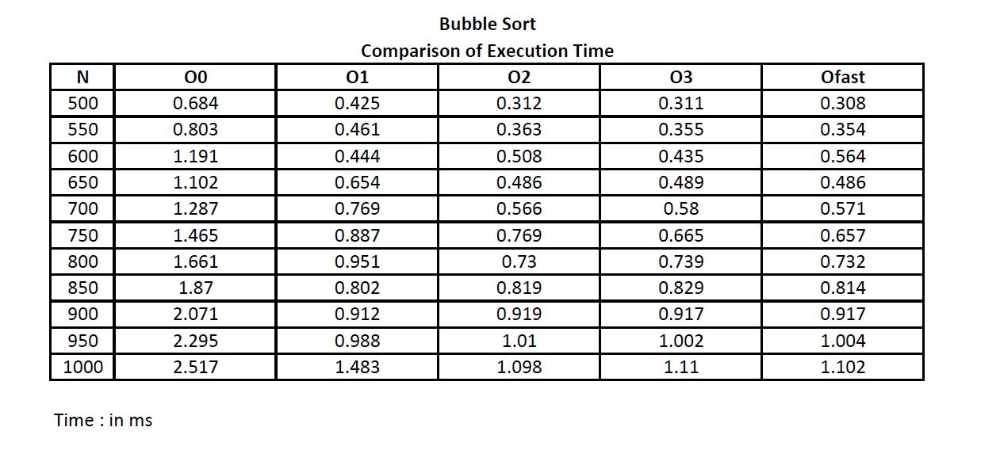 Bubble Sort
Comparison of Execution Time
N O0 O1 O2 O3 Ofast
500 0.684 0.425 0.312 0.311 0.308
550 0.803 0.461 0.363 0.355 0.354
600 1.191 0.444 0.508 0.435 0.564
650 1.102 0.654 0.486 0.489 0.486
700 1.287 0.769 0.566 0.58 0.571
750 1.465 0.887 0.769 0.665 0.657
800 1.661 0.951 0.73 0.739 0.732
850 1.87 0.802 0.819 0.829 0.814
900 2.071 0.912 0.919 0.917 0.917
950 2.295 0.988 1.01 1.002 1.004
1000 2.517 1.483 1.098 1.11 1.102
Time : in ms